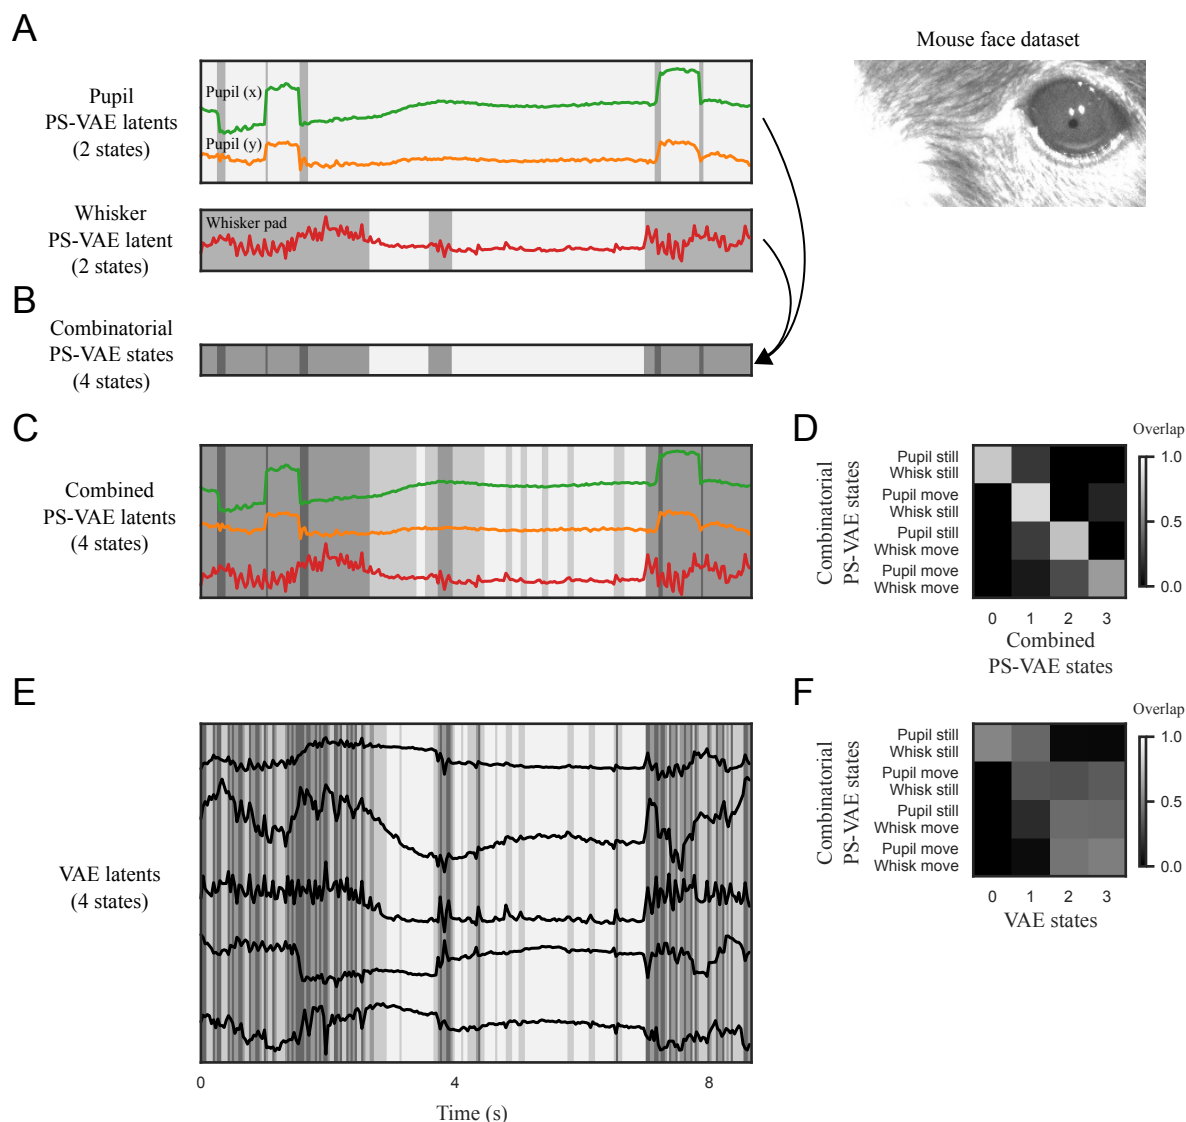 A
Mouse face dataset
Pupil
PS-VAE latents
(2 states)
Pupil (x)
Pupil (y)
Whisker
PS-VAE latent
(2 states)
Whisker pad
B
Combinatorial
PS-VAE states
(4 states)
C
Combined
PS-VAE latents
(4 states)
D
Overlap
Combinatorial
PS-VAE states
Pupil still
Whisk still
Pupil move
Whisk still
Pupil still
Whisk move
Pupil move
Whisk move
1.0
0.5
0.0
0 1 2 3
Combined
PS-VAE states
E
VAE latents
(4 states)
0 4 8
Time (s)
F
Overlap
Combinatorial
PS-VAE states
Pupil still
Whisk still
Pupil move
Whisk still
Pupil still
Whisk move
Pupil move
Whisk move
1.0
0.5
0.0
0 1 2 3
VAE states